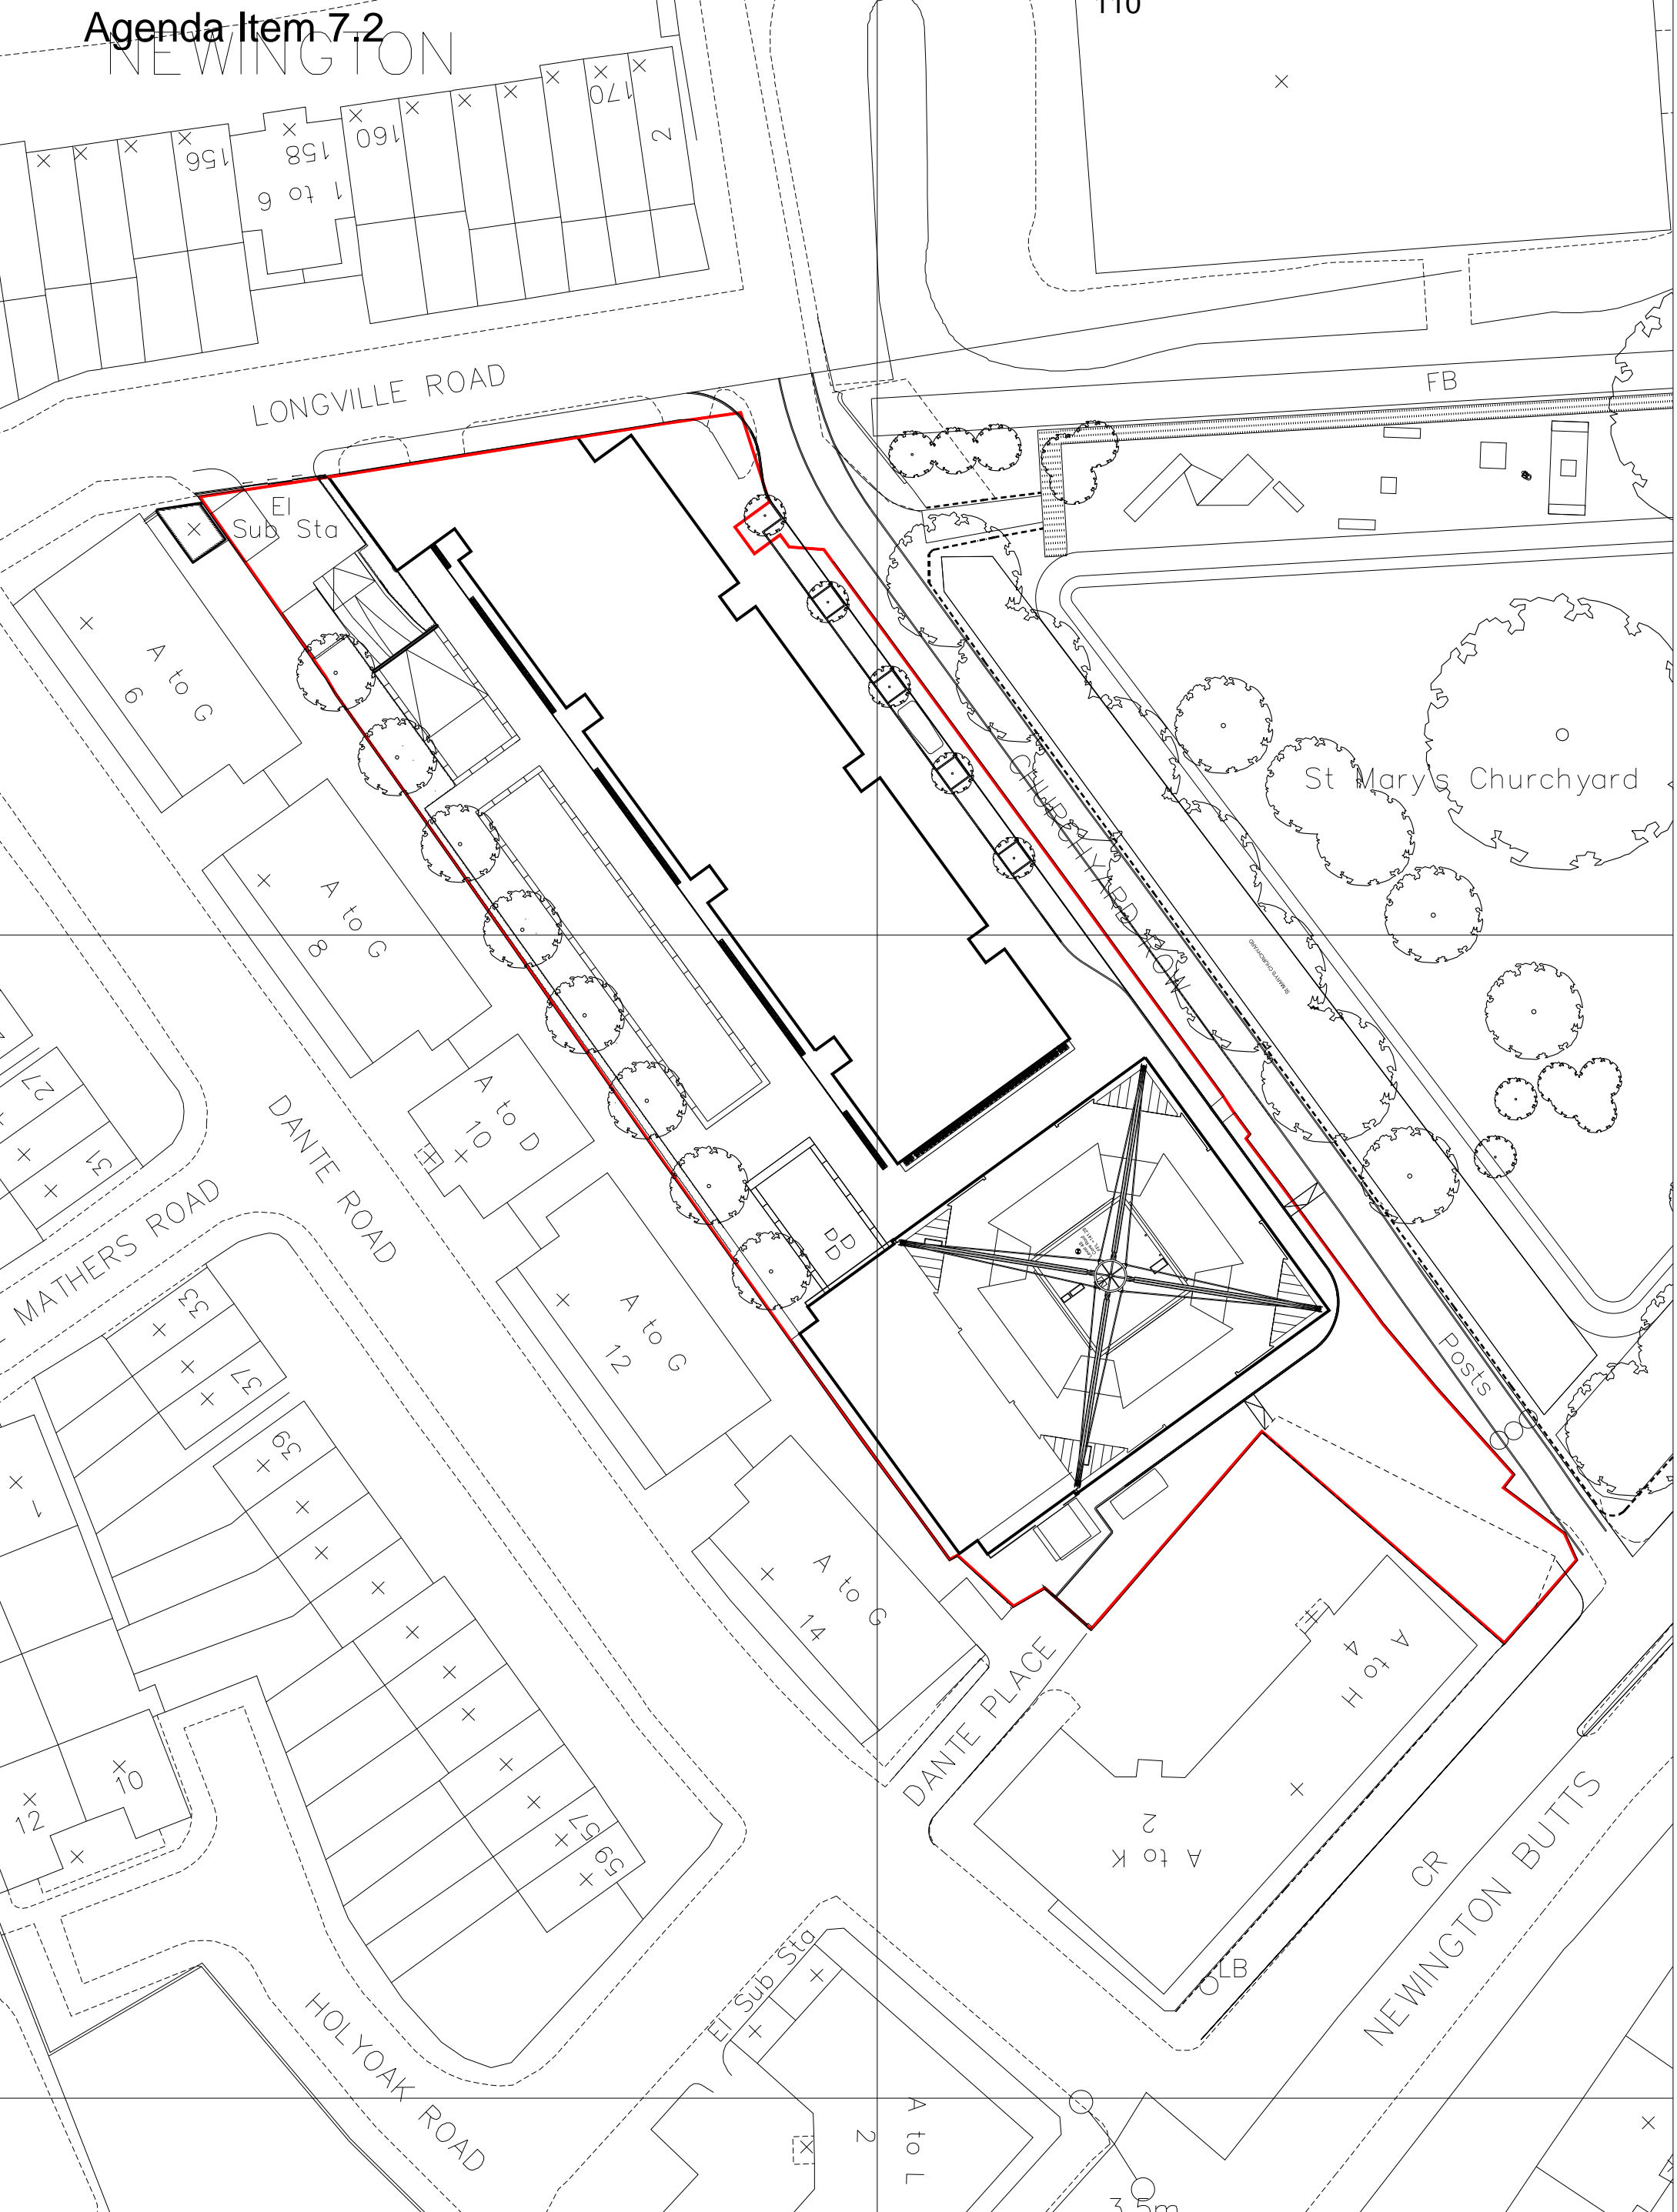 110
Agenda Item 7.2
NEWINGTON
170
2
160
158
156
1 to 6
LONGVILLE ROAD
FB
El
Sub Sta
A to G
6
St Mary's Churchyard
CHURCHYARD ROW
ST MARY'S CHURCHYARD
A to G
8
27
31
DANTE ROAD
A to D
10
MATHERS ROAD
33
37
39
A to G
12
Posts
1
A to G
14
A to H
4
DANTE PLACE
2
A to K
10
12
57
59
CR
NEWINGTON BUTTS
LB
El Sub Sta
HOLYOAK ROAD
A to L
2
3.5m